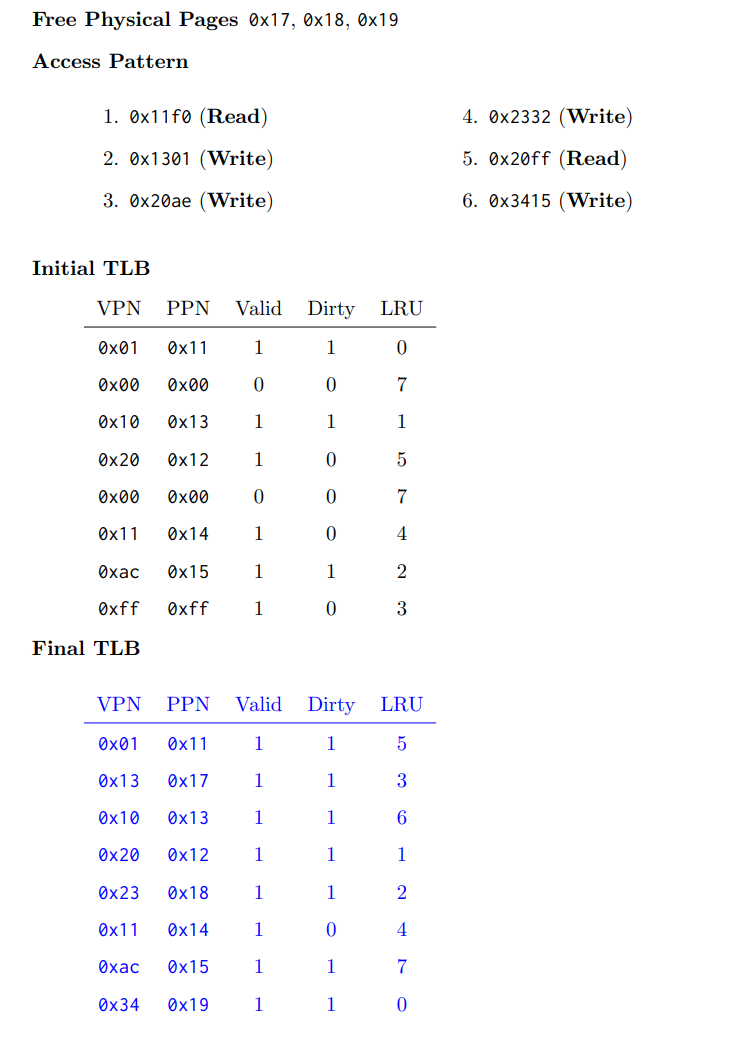 Free Physical Pages 0x17, 0x18, 0x19
Access Pattern
1. 0x11f0 (Read)
2. 0x1301 (Write)
3. 0x20ae (Write)
4. 0x2332 (Write)
5. 0x20ff (Read)
6. 0x3415 (Write)
Initial TLB
VPN PPN Valid Dirty LRU
0x01 0x11 1 1 0
0x00 0x00 0 0 7
0x10 0x13 1 1 1
0x20 0x12 1 0 5
0x00 0x00 0 0 7
0x11 0x14 1 0 4
0xac 0x15 1 1 2
0xff 0xff 1 0 3
Final TLB
VPN PPN Valid Dirty LRU
0x01 0x11 1 1 5
0x13 0x17 1 1 3
0x10 0x13 1 1 6
0x20 0x12 1 1 1
0x23 0x18 1 1 2
0x11 0x14 1 0 4
0xac 0x15 1 1 7
0x34 0x19 1 1 0